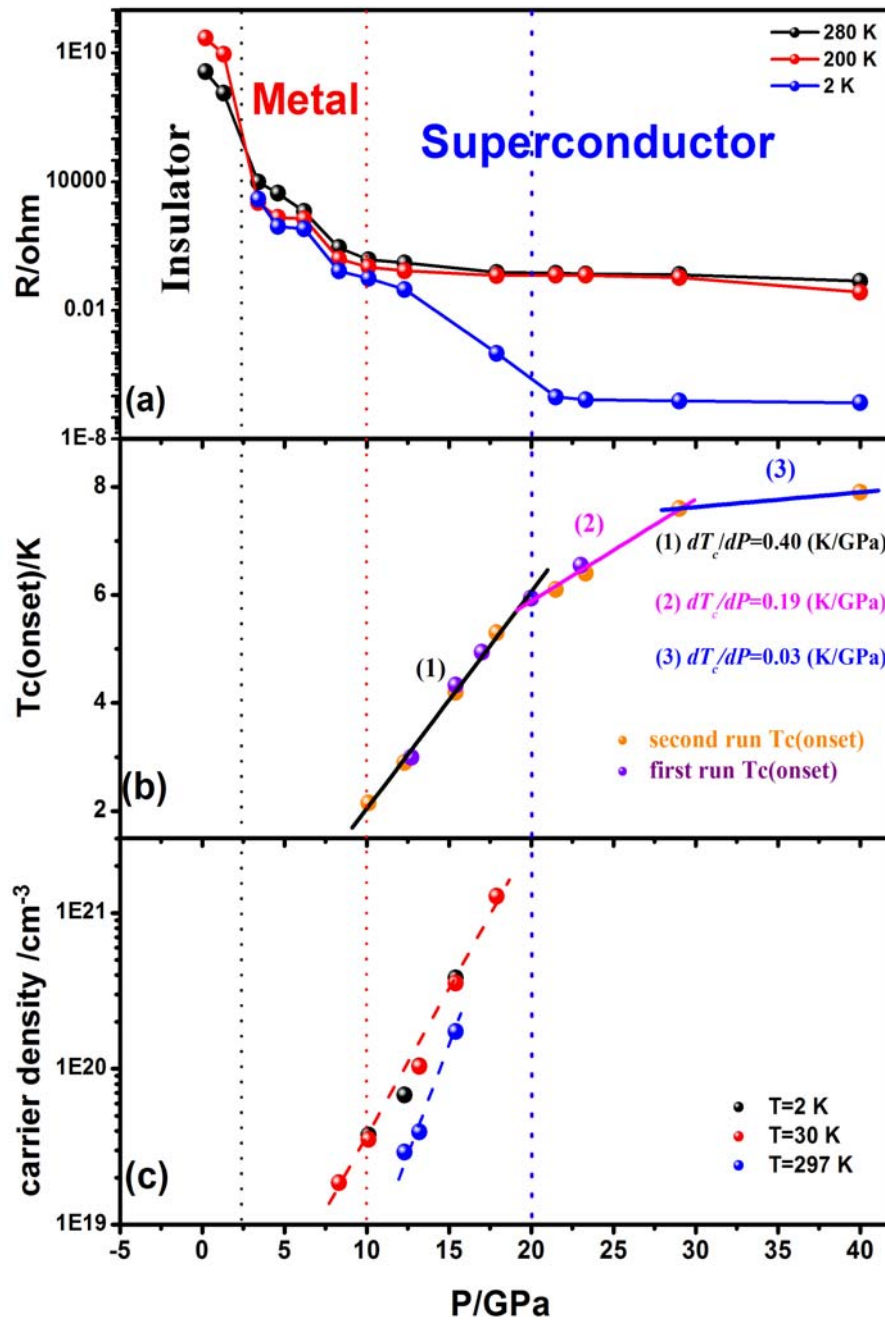 280 K
200 K
2 K
1E10
10000
0.01
1E-8
R/ohm
Insulator
Metal
Superconductor
(a)
8
6
4
2
Tc(onset)/K
(1)
(2)
(3)
(1) dTc/dP=0.40 (K/GPa)
(2) dTc/dP=0.19 (K/GPa)
(3) dTc/dP=0.03 (K/GPa)
second run Tc(onset)
first run Tc(onset)
(b)
1E21
1E20
1E19
carrier density /cm-3
T=2 K
T=30 K
T=297 K
(c)
-5 0 5 10 15 20 25 30 35 40
P/GPa